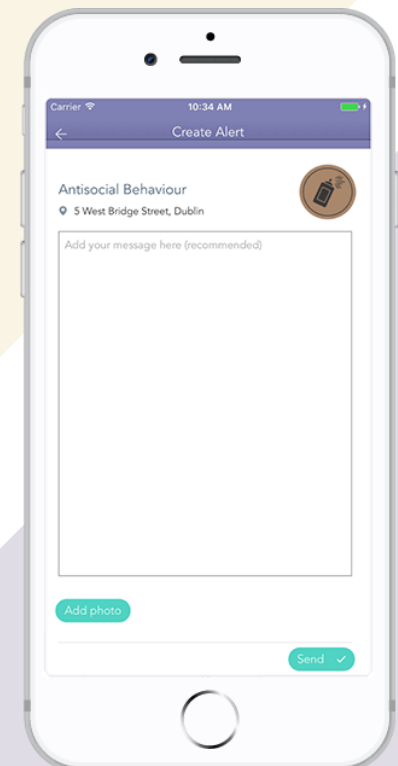 Carrier 10:34 AM
Create Alert
Antisocial Behaviour
5 West Bridge Street, Dublin
Add your message here (recommended)
Add photo
Send